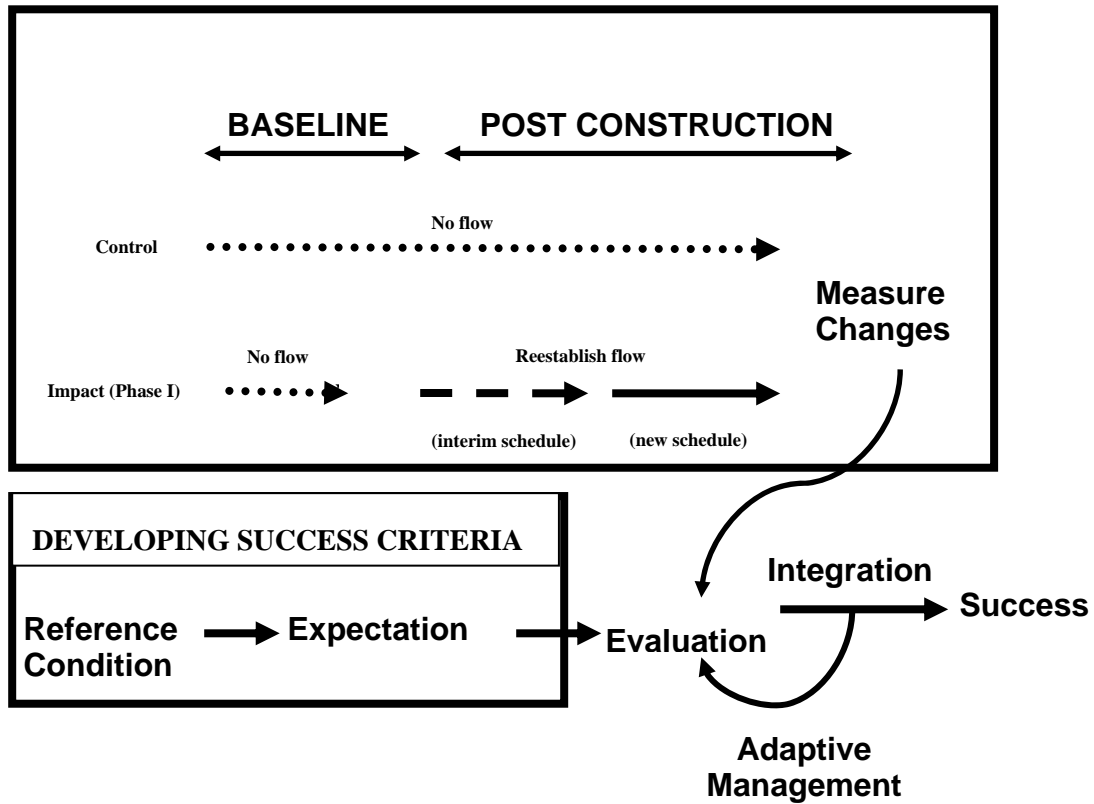 BASELINE POST CONSTRUCTION
No flow
Control
Measure
Changes
No flow Reestablish flow
Impact (Phase I)
(interim schedule) (new schedule)
DEVELOPING SUCCESS CRITERIA
Integration
Reference
Condition
Expectation
Evaluation
Success
Adaptive
Management